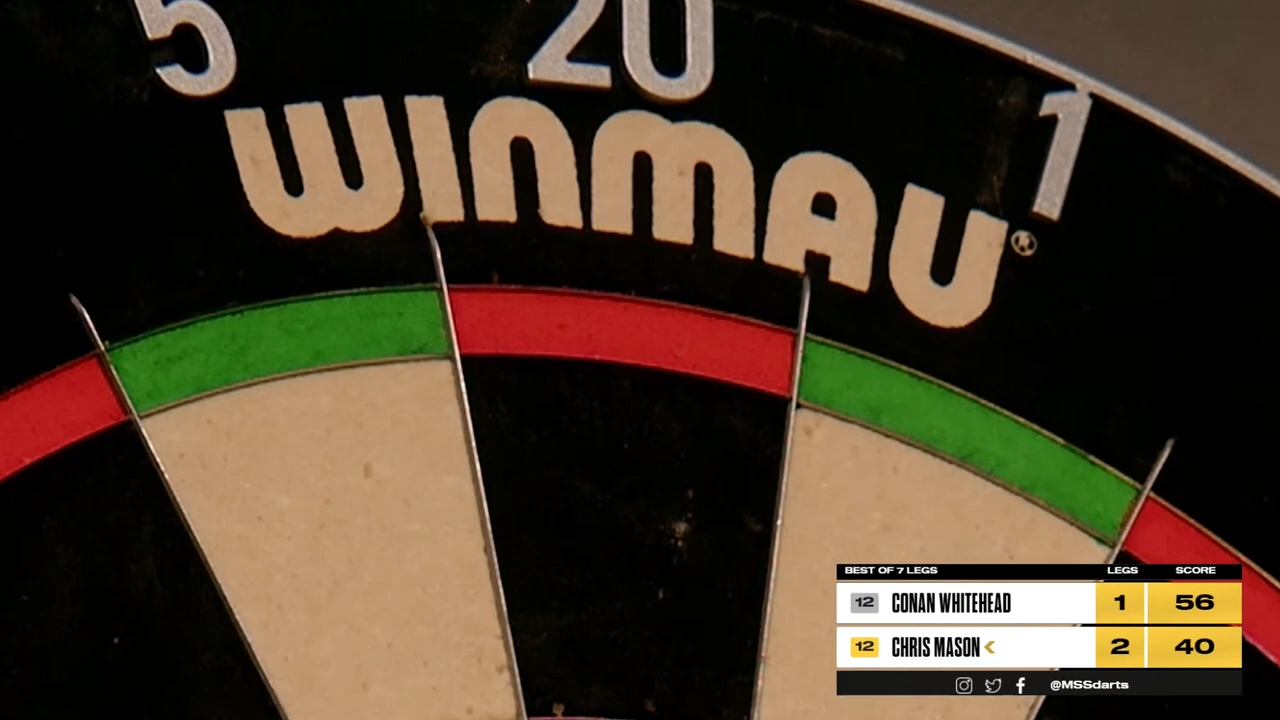 5 20 1
WINMAU®
BEST OF 7 LEGS LEGS SCORE
12 CONAN WHITEHEAD 1 56
12 CHRIS MASON 2 40
@MSSdarts